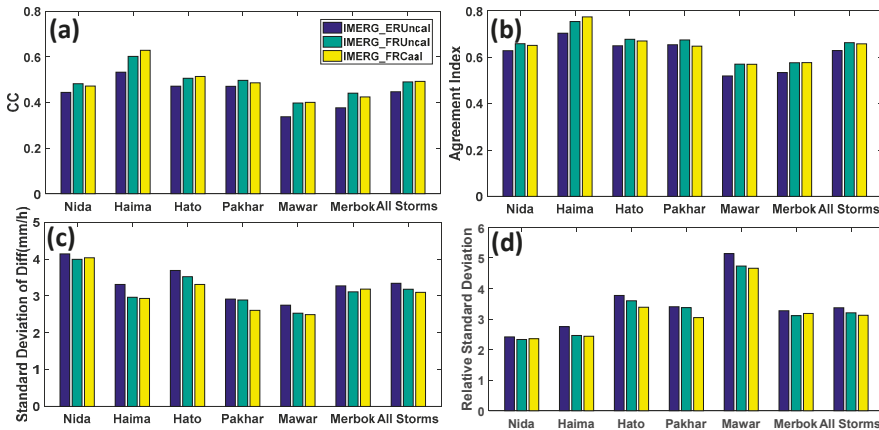 (a)
IMERG_ERUncal
IMERG_FRUncal
IMERG_FRCaal
CC
0.8
0.6
0.4
0.2
0
Nida Haima Hato Pakhar Mawar Merbok All Storms
(b)
Agreement Index
0.8
0.6
0.4
0.2
0
Nida Haima Hato Pakhar Mawar Merbok All Storms
(c)
Standard Deviation of Diff(mm/h)
5
4
3
2
1
0
Nida Haima Hato Pakhar Mawar Merbok All Storms
(d)
Relative Standard Deviation
6
5
4
3
2
1
0
Nida Haima Hato Pakhar Mawar Merbok All Storms